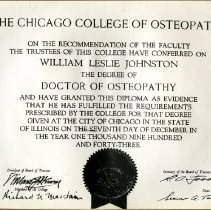 THE CHICAGO COLLEGE OF OSTEOPAT
ON THE RECOMMENDATION OF THE FACULTY
THE TRUSTEES OF THIS COLLEGE HAVE CONFERRED ON
WILLIAM LESLIE JOHNSTON
THE DEGREE OF
DOCTOR OF OSTEOPATHY
AND HAVE GRANTED THIS DIPLOMA AS EVIDENCE
THAT HE HAS FULFILLED THE REQUIREMENTS
PRESCRIBED BY THE COLLEGE FOR THAT DEGREE
GIVEN AT THE CITY OF CHICAGO IN THE STATE
OF ILLINOIS ON THE SEVENTH DAY OF DECEMBER IN
THE YEAR ONE THOUSAND NINE HUNDRED
AND FORTY-THREE.
President of Board of Trustees
Secretary of the Board of Trustees
Richard N. MacBain